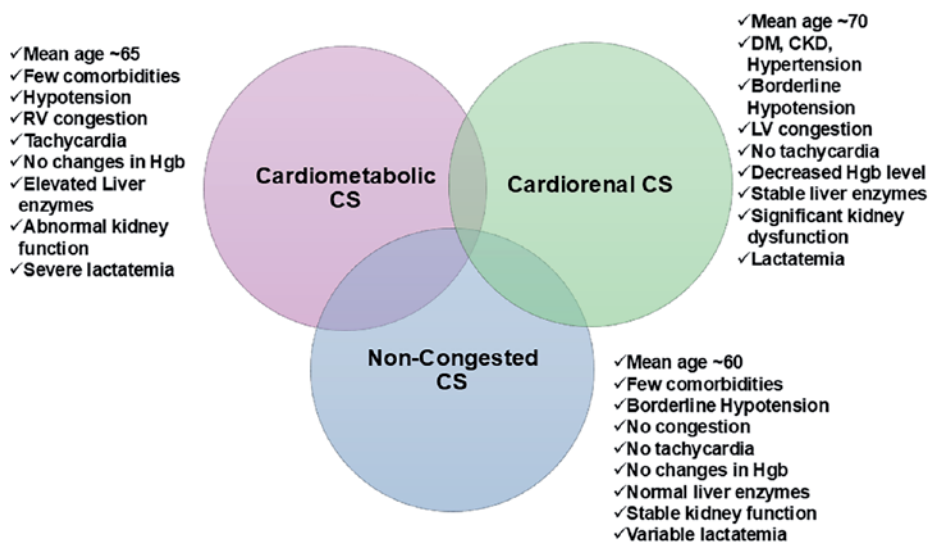 ✓Mean age ~65
✓Few comorbidities
✓Hypotension
✓RV congestion
✓Tachycardia
✓No changes in Hgb
✓Elevated Liver
enzymes
✓Abnormal kidney
function
✓Severe lactatemia
Cardiometabolic
CS
Cardiorenal CS
✓Mean age ~70
✓DM, CKD,
Hypertension
✓Borderline
Hypotension
✓LV congestion
✓No tachycardia
✓Decreased Hgb level
✓Stable liver enzymes
✓Significant kidney
dysfunction
✓Lactatemia
Non-Congested
CS
✓Mean age ~60
✓Few comorbidities
✓Borderline Hypotension
✓No congestion
✓No tachycardia
✓No changes in Hgb
✓Normal liver enzymes
✓Stable kidney function
✓Variable lactatemia